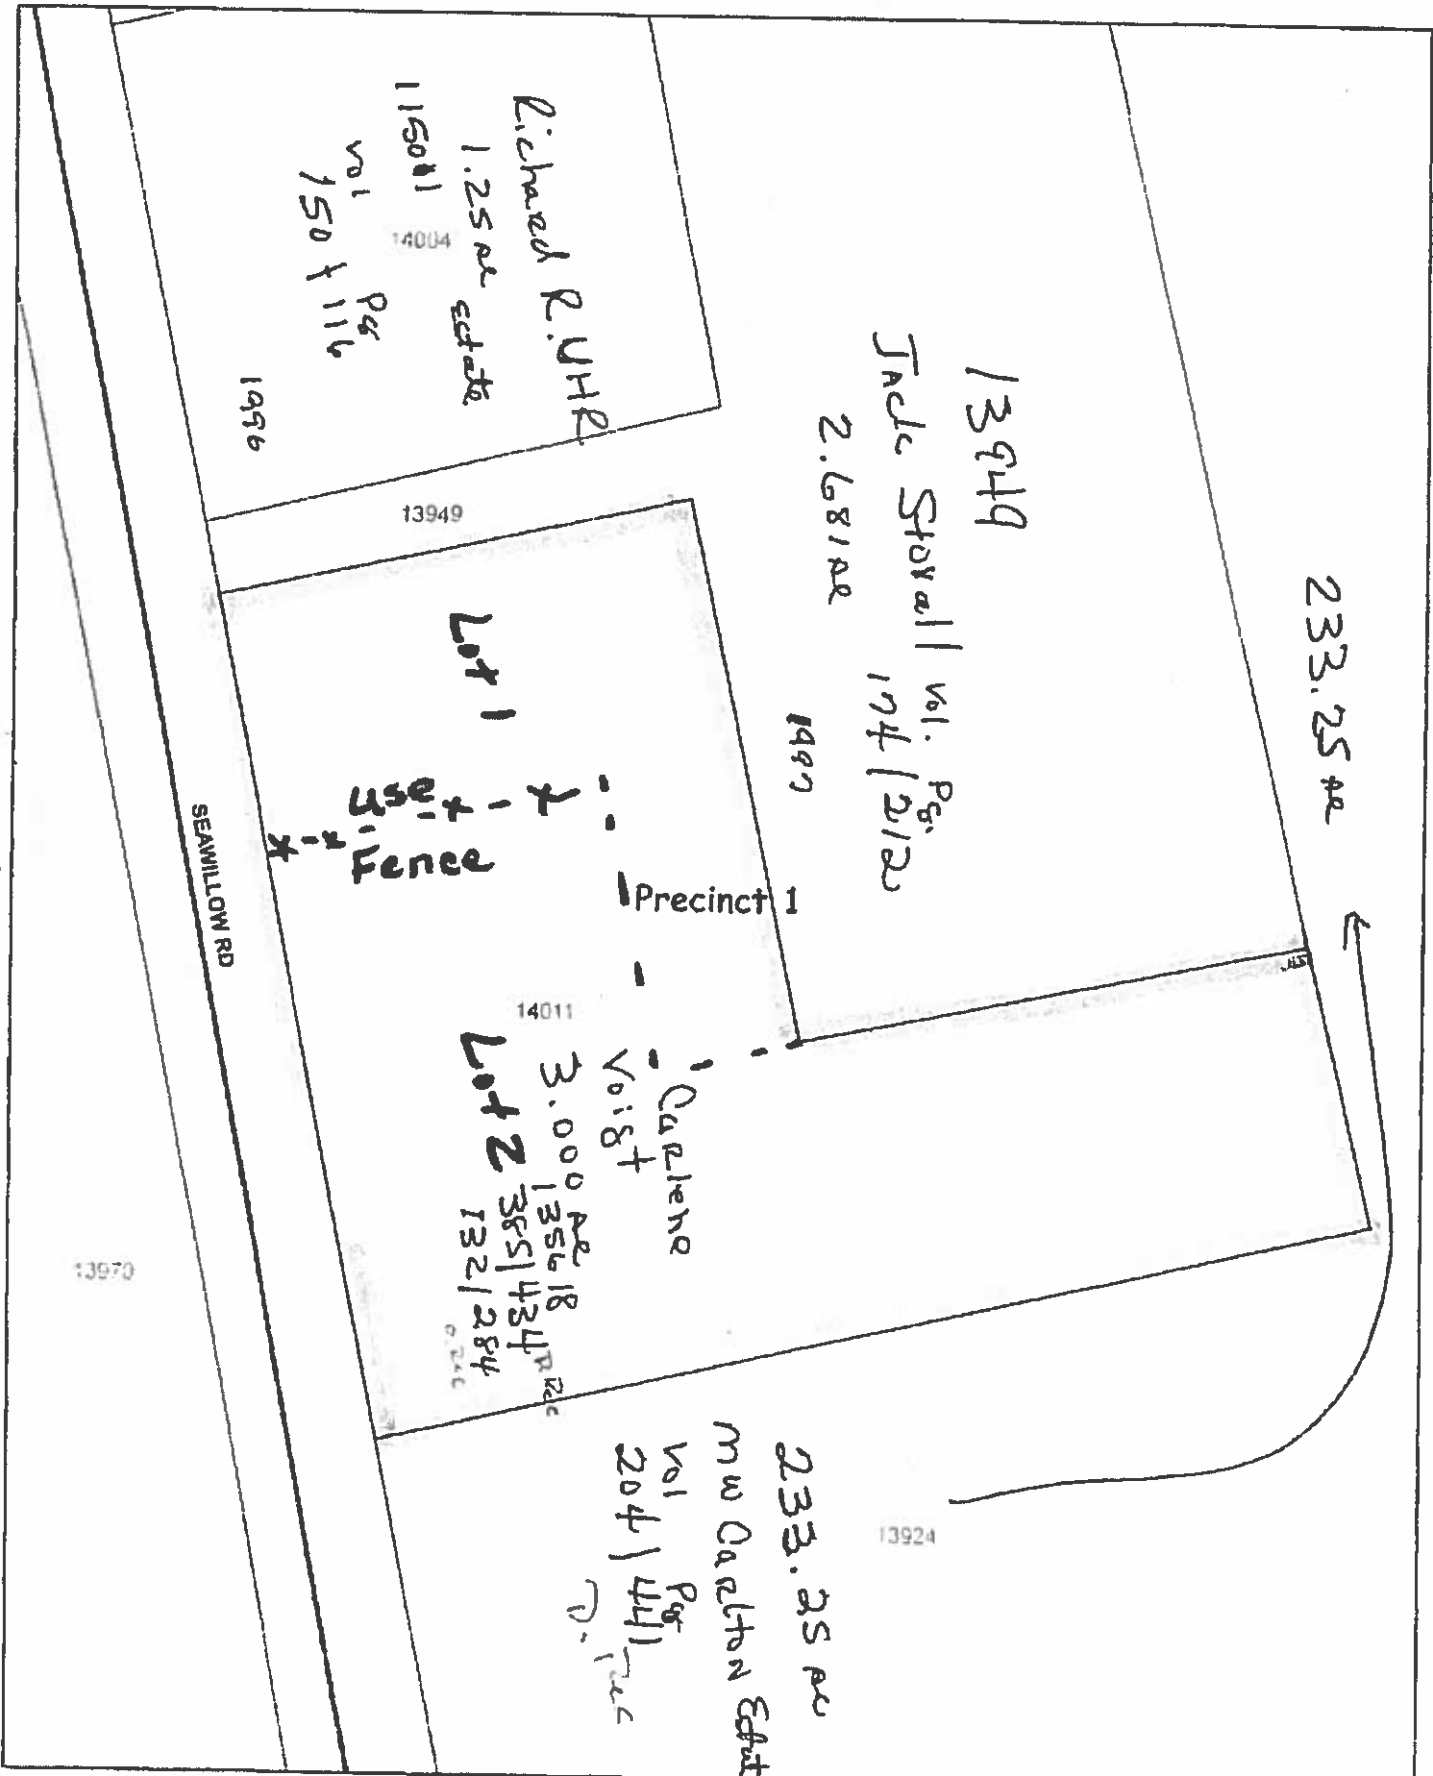 233.25 ac
13949
Jack Stovall Vol. Pg.
174 / 212
2.681 ac
1997
Richard R. UHR
1.25 ac estate
115011
14004
Vol Pg
150 / 116
1996
13949
Lot 1
use
Fence
Precinct 1
SEAWILLOW RD
14011
Carlene
Voigt
3.000 ac
135618
Lot 2
385/434 R Rec
132/284
D. Rec
233.25 ac
MW Carlton Estat
Vol Pg
204 / 441
D. Rec
13924
13970